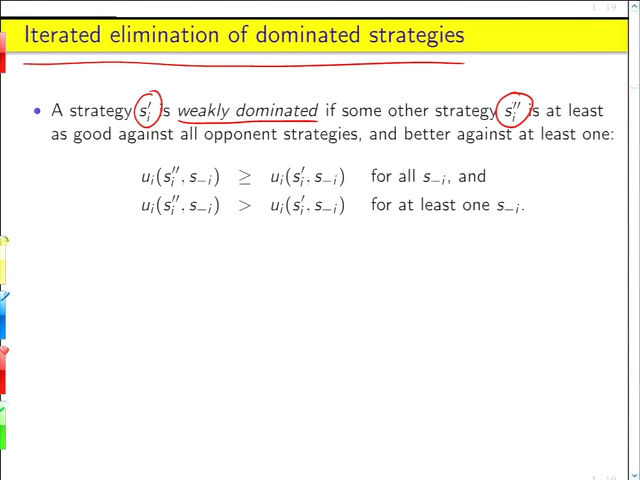 3 19
Iterated elimination of dominated strategies
• A strategy s′ᵢ is weakly dominated if some other strategy s″ᵢ is at least
as good against all opponent strategies, and better against at least one:
uᵢ(s″ᵢ, s₋ᵢ) ≥ uᵢ(s′ᵢ, s₋ᵢ) for all s₋ᵢ, and
uᵢ(s″ᵢ, s₋ᵢ) > uᵢ(s′ᵢ, s₋ᵢ) for at least one s₋ᵢ.